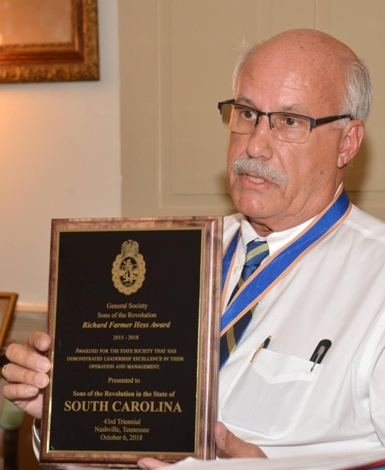 General Society
Sons of the Revolution
Richard Farmer Hess Award
2015 - 2018
AWARDED FOR THE STATE SOCIETY THAT HAS
DEMONSTRATED LEADERSHIP EXCELLENCE IN THEIR
OPERATION AND MANAGEMENT.
Presented to
Sons of the Revolution in the State of
SOUTH CAROLINA
43rd Triennial
Nashville, Tennessee
October 6, 2018